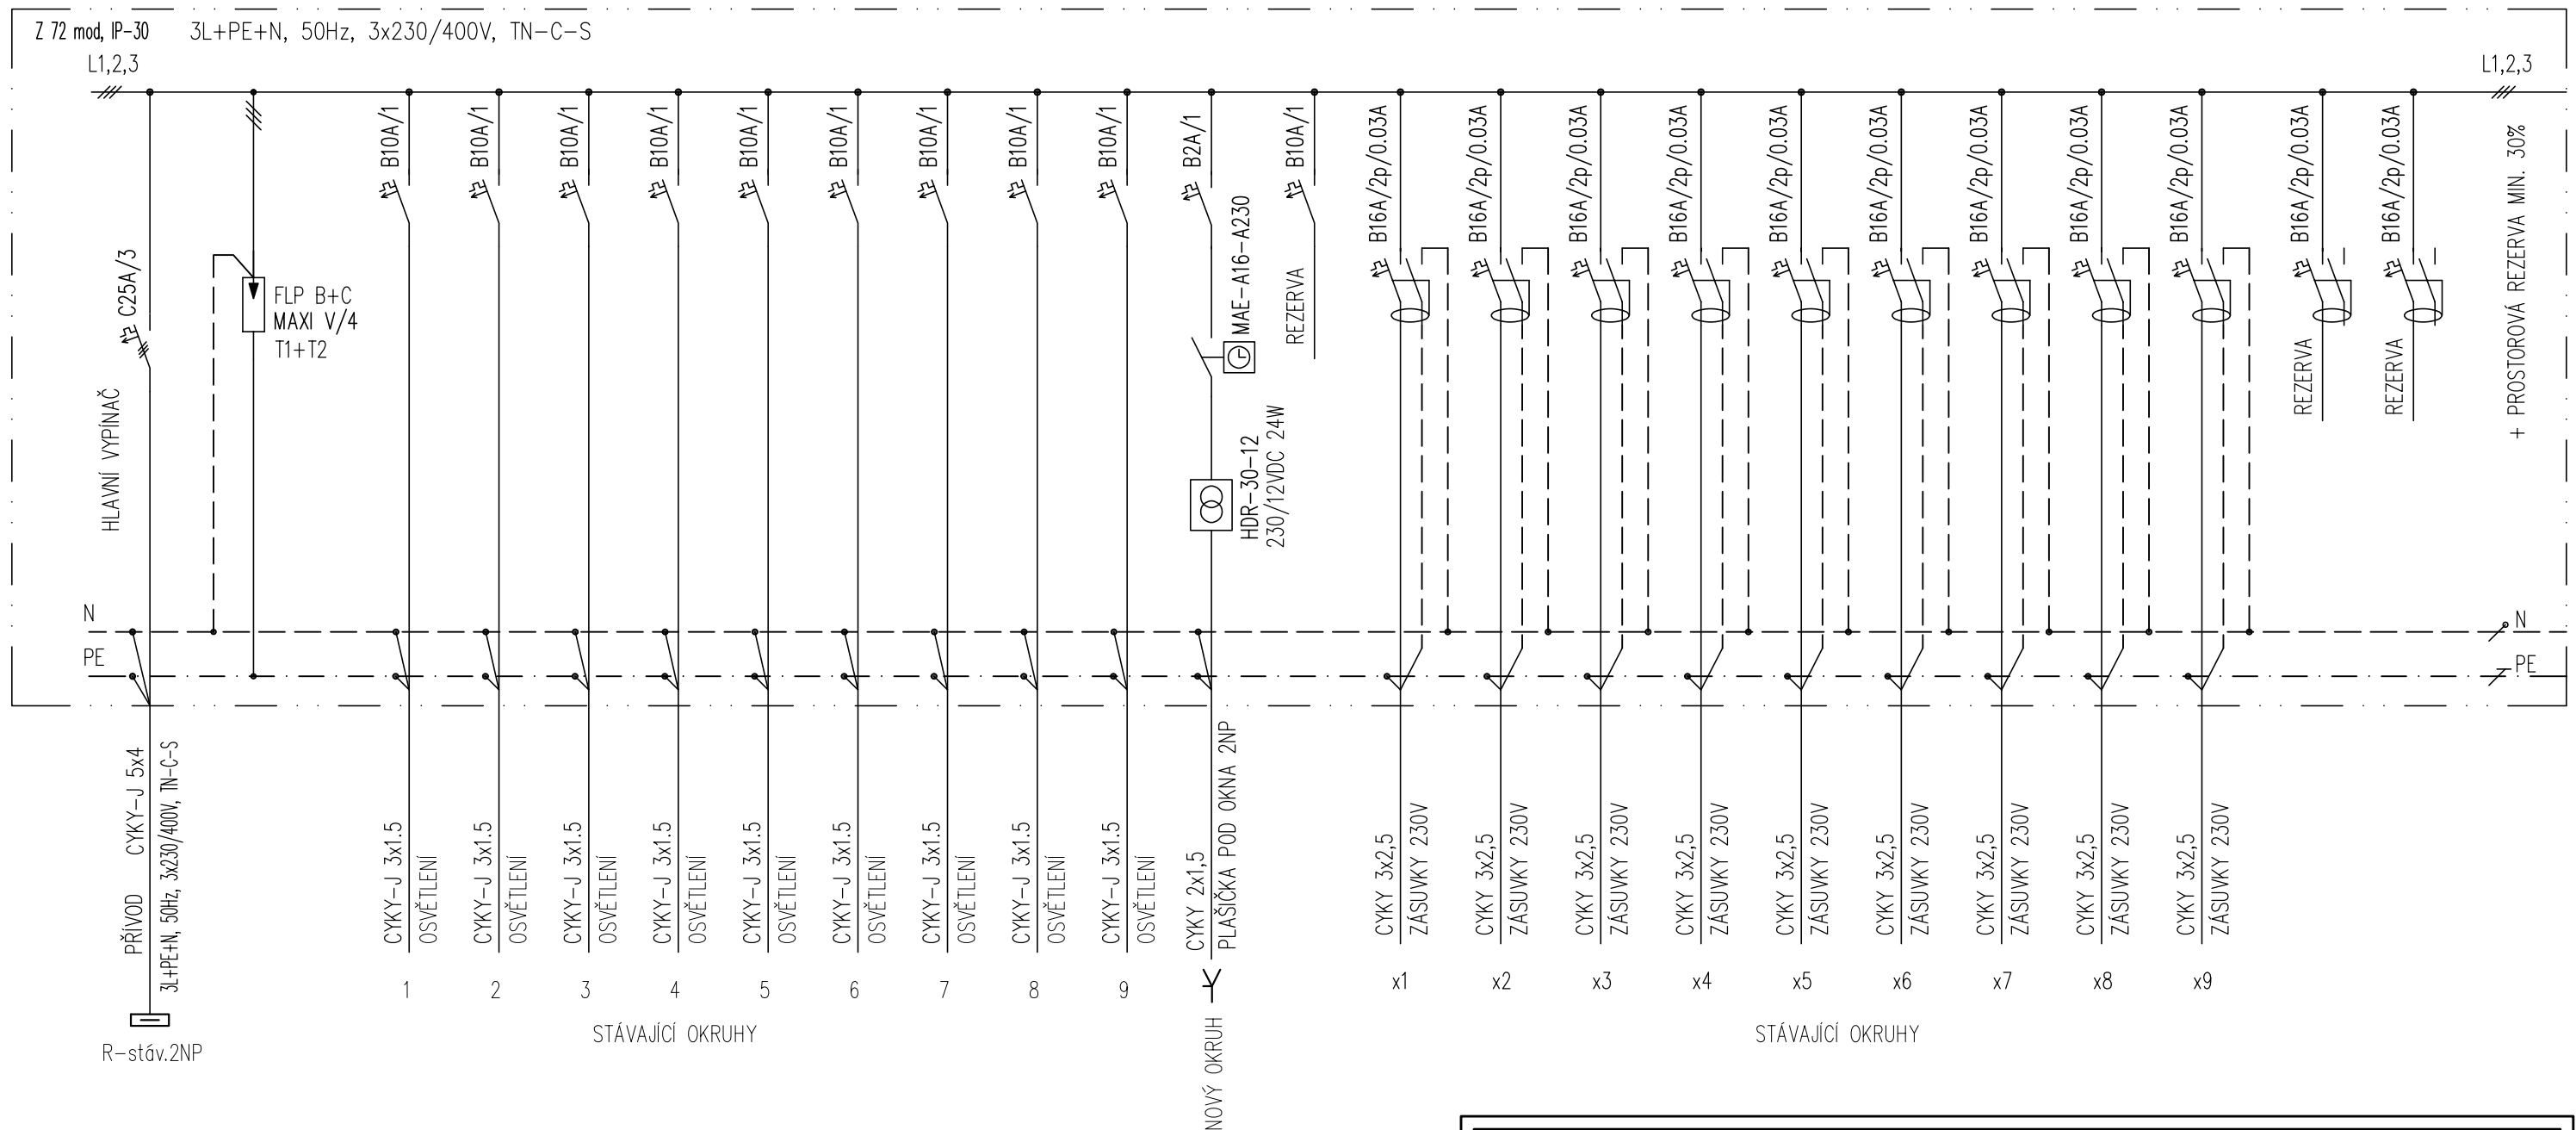 Z 72 mod, IP-30
3L+PE+N, 50Hz, 3x230/400V, TN-C-S
L1,2,3
L1,2,3
C25A/3
HLAVNÍ VYPÍNAČ
FLP B+C
MAXI V/4
T1+T2
B10A/1
B10A/1
B10A/1
B10A/1
B10A/1
B10A/1
B10A/1
B10A/1
B10A/1
B2A/1
MAE-A16-A230
HDR-30-12
230/12VDC 24W
B10A/1
REZERVA
B16A/2p/0.03A
B16A/2p/0.03A
B16A/2p/0.03A
B16A/2p/0.03A
B16A/2p/0.03A
B16A/2p/0.03A
B16A/2p/0.03A
B16A/2p/0.03A
B16A/2p/0.03A
B16A/2p/0.03A
REZERVA
B16A/2p/0.03A
REZERVA
+ PROSTOROVÁ REZERVA MIN. 30%
N
PE
N
PE
PŘÍVOD CYKY-J 5x4
3L+PE+N, 50Hz, 3x230/400V, TN-C-S
R-stáv.2NP
CYKY-J 3x1.5
OSVĚTLENÍ
1
CYKY-J 3x1.5
OSVĚTLENÍ
2
CYKY-J 3x1.5
OSVĚTLENÍ
3
CYKY-J 3x1.5
OSVĚTLENÍ
4
CYKY-J 3x1.5
OSVĚTLENÍ
5
CYKY-J 3x1.5
OSVĚTLENÍ
6
CYKY-J 3x1.5
OSVĚTLENÍ
7
CYKY-J 3x1.5
OSVĚTLENÍ
8
CYKY-J 3x1.5
OSVĚTLENÍ
9
STÁVAJÍCÍ OKRUHY
CYKY 2x1,5
PLAŠIČKA POD OKNA 2NP
NOVÝ OKRUH
CYKY 3x2,5
ZÁSUVKY 230V
x1
CYKY 3x2,5
ZÁSUVKY 230V
x2
CYKY 3x2,5
ZÁSUVKY 230V
x3
CYKY 3x2,5
ZÁSUVKY 230V
x4
CYKY 3x2,5
ZÁSUVKY 230V
x5
CYKY 3x2,5
ZÁSUVKY 230V
x6
CYKY 3x2,5
ZÁSUVKY 230V
x7
CYKY 3x2,5
ZÁSUVKY 230V
x8
CYKY 3x2,5
ZÁSUVKY 230V
x9
STÁVAJÍCÍ OKRUHY